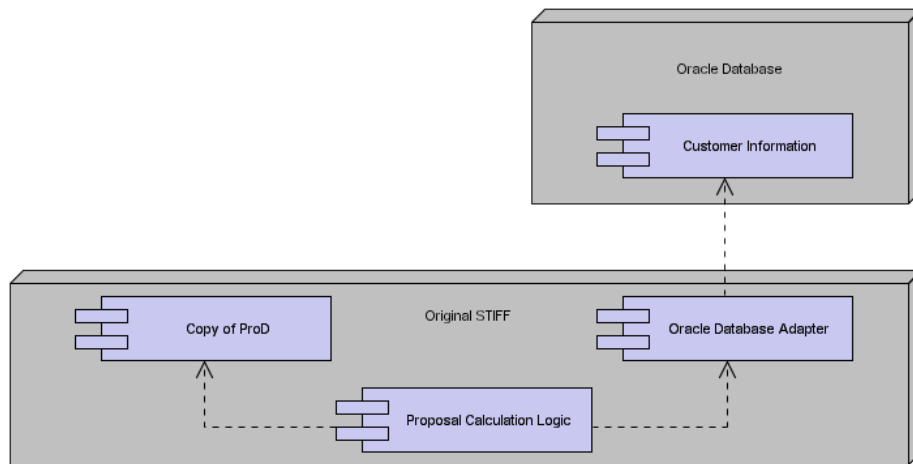 Oracle Database
Customer Information
Copy of ProD
Original STIFF
Oracle Database Adapter
Proposal Calculation Logic